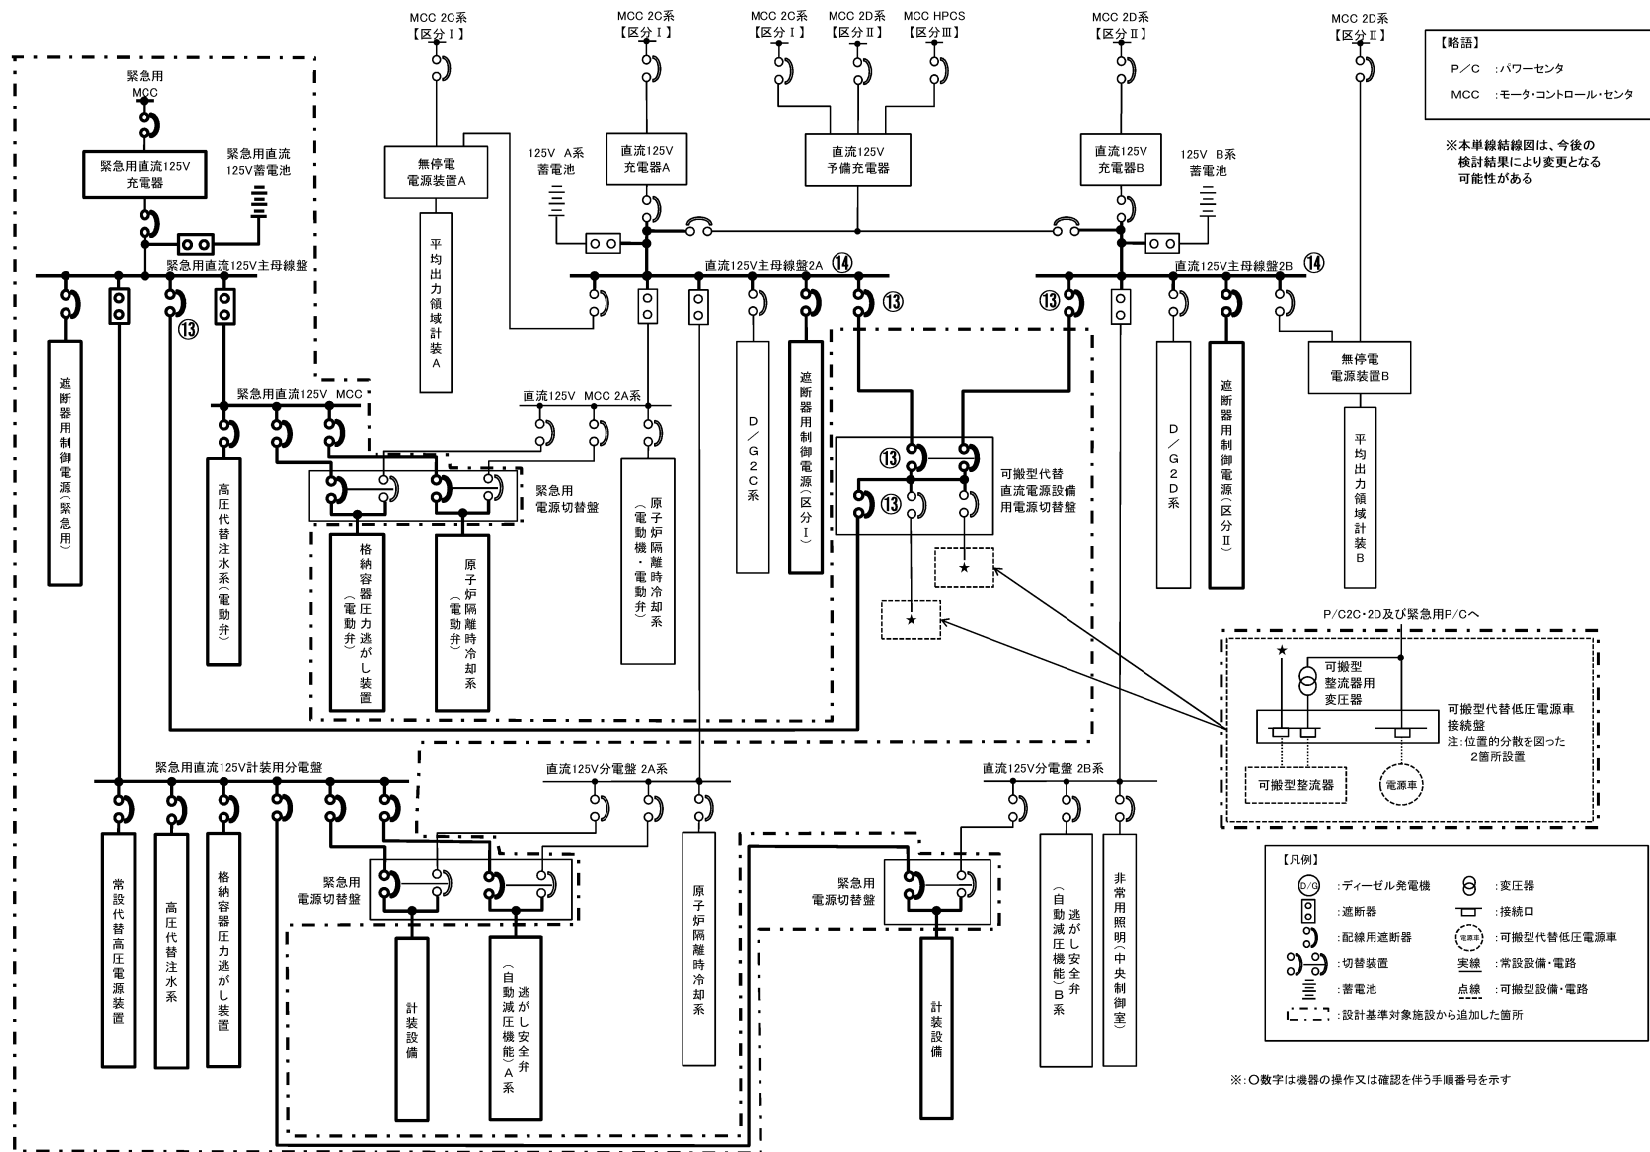 MCC 2C系
【区分Ⅰ】
MCC 2C系
【区分Ⅰ】
MCC 2C系
【区分Ⅰ】
MCC 2D系
【区分Ⅱ】
MCC HPCS
【区分Ⅲ】
MCC 2D系
【区分Ⅱ】
MCC 2D系
【区分Ⅱ】
【略語】
P/C :パワーセンタ
MCC :モータ・コントロール・センタ
※本単線結線図は、今後の
検討結果により変更となる
可能性がある
緊急用
MCC
緊急用直流125V
充電器
緊急用直流
125V蓄電池
無停電
電源装置A
125V A系
蓄電池
直流125V
充電器A
直流125V
予備充電器
直流125V
充電器B
125V B系
蓄電池
平均出力領域計装A
緊急用直流125V主母線盤
直流125V主母線盤2A ⑭
直流125V主母線盤2B ⑭
⑬
⑬
⑬
無停電
電源装置B
遮断器用制御電源(緊急用)
緊急用直流125V MCC
直流125V MCC 2A系
D/G2C系
遮断器用制御電源(区分Ⅰ)
D/G2D系
遮断器用制御電源(区分Ⅱ)
平均出力領域計装B
⑬
⑬
可搬型代替
直流電源設備
用電源切替盤
高圧代替注水系(電動弁)
緊急用
電源切替盤
格納容器圧力逃がし装置
(電動弁)
原子炉隔離時冷却系
(電動弁)
原子炉隔離時冷却系
(電動機・電動弁)
★
★
P/C2C・2D及び緊急用P/Cへ
★
可搬型
整流器用
変圧器
可搬型代替低圧電源車
接続盤
注:位置的分散を図った
2箇所設置
可搬型整流器
電源車
緊急用直流125V計装用分電盤
直流125V分電盤 2A系
直流125V分電盤 2B系
常設代替高圧電源装置
高圧代替注水系
格納容器圧力逃がし装置
緊急用
電源切替盤
計装設備
逃がし安全弁
(自動減圧機能)A系
原子炉隔離時冷却系
緊急用
電源切替盤
計装設備
逃がし安全弁
(自動減圧機能)B系
非常用照明(中央制御室)
【凡例】
D/G :ディーゼル発電機
:変圧器
:遮断器
:接続口
:配線用遮断器
電源車 :可搬型代替低圧電源車
:切替装置
実線 :常設設備・電路
:蓄電池
点線 :可搬型設備・電路
:設計基準対象施設から追加した箇所
※:○数字は機器の操作又は確認を伴う手順番号を示す